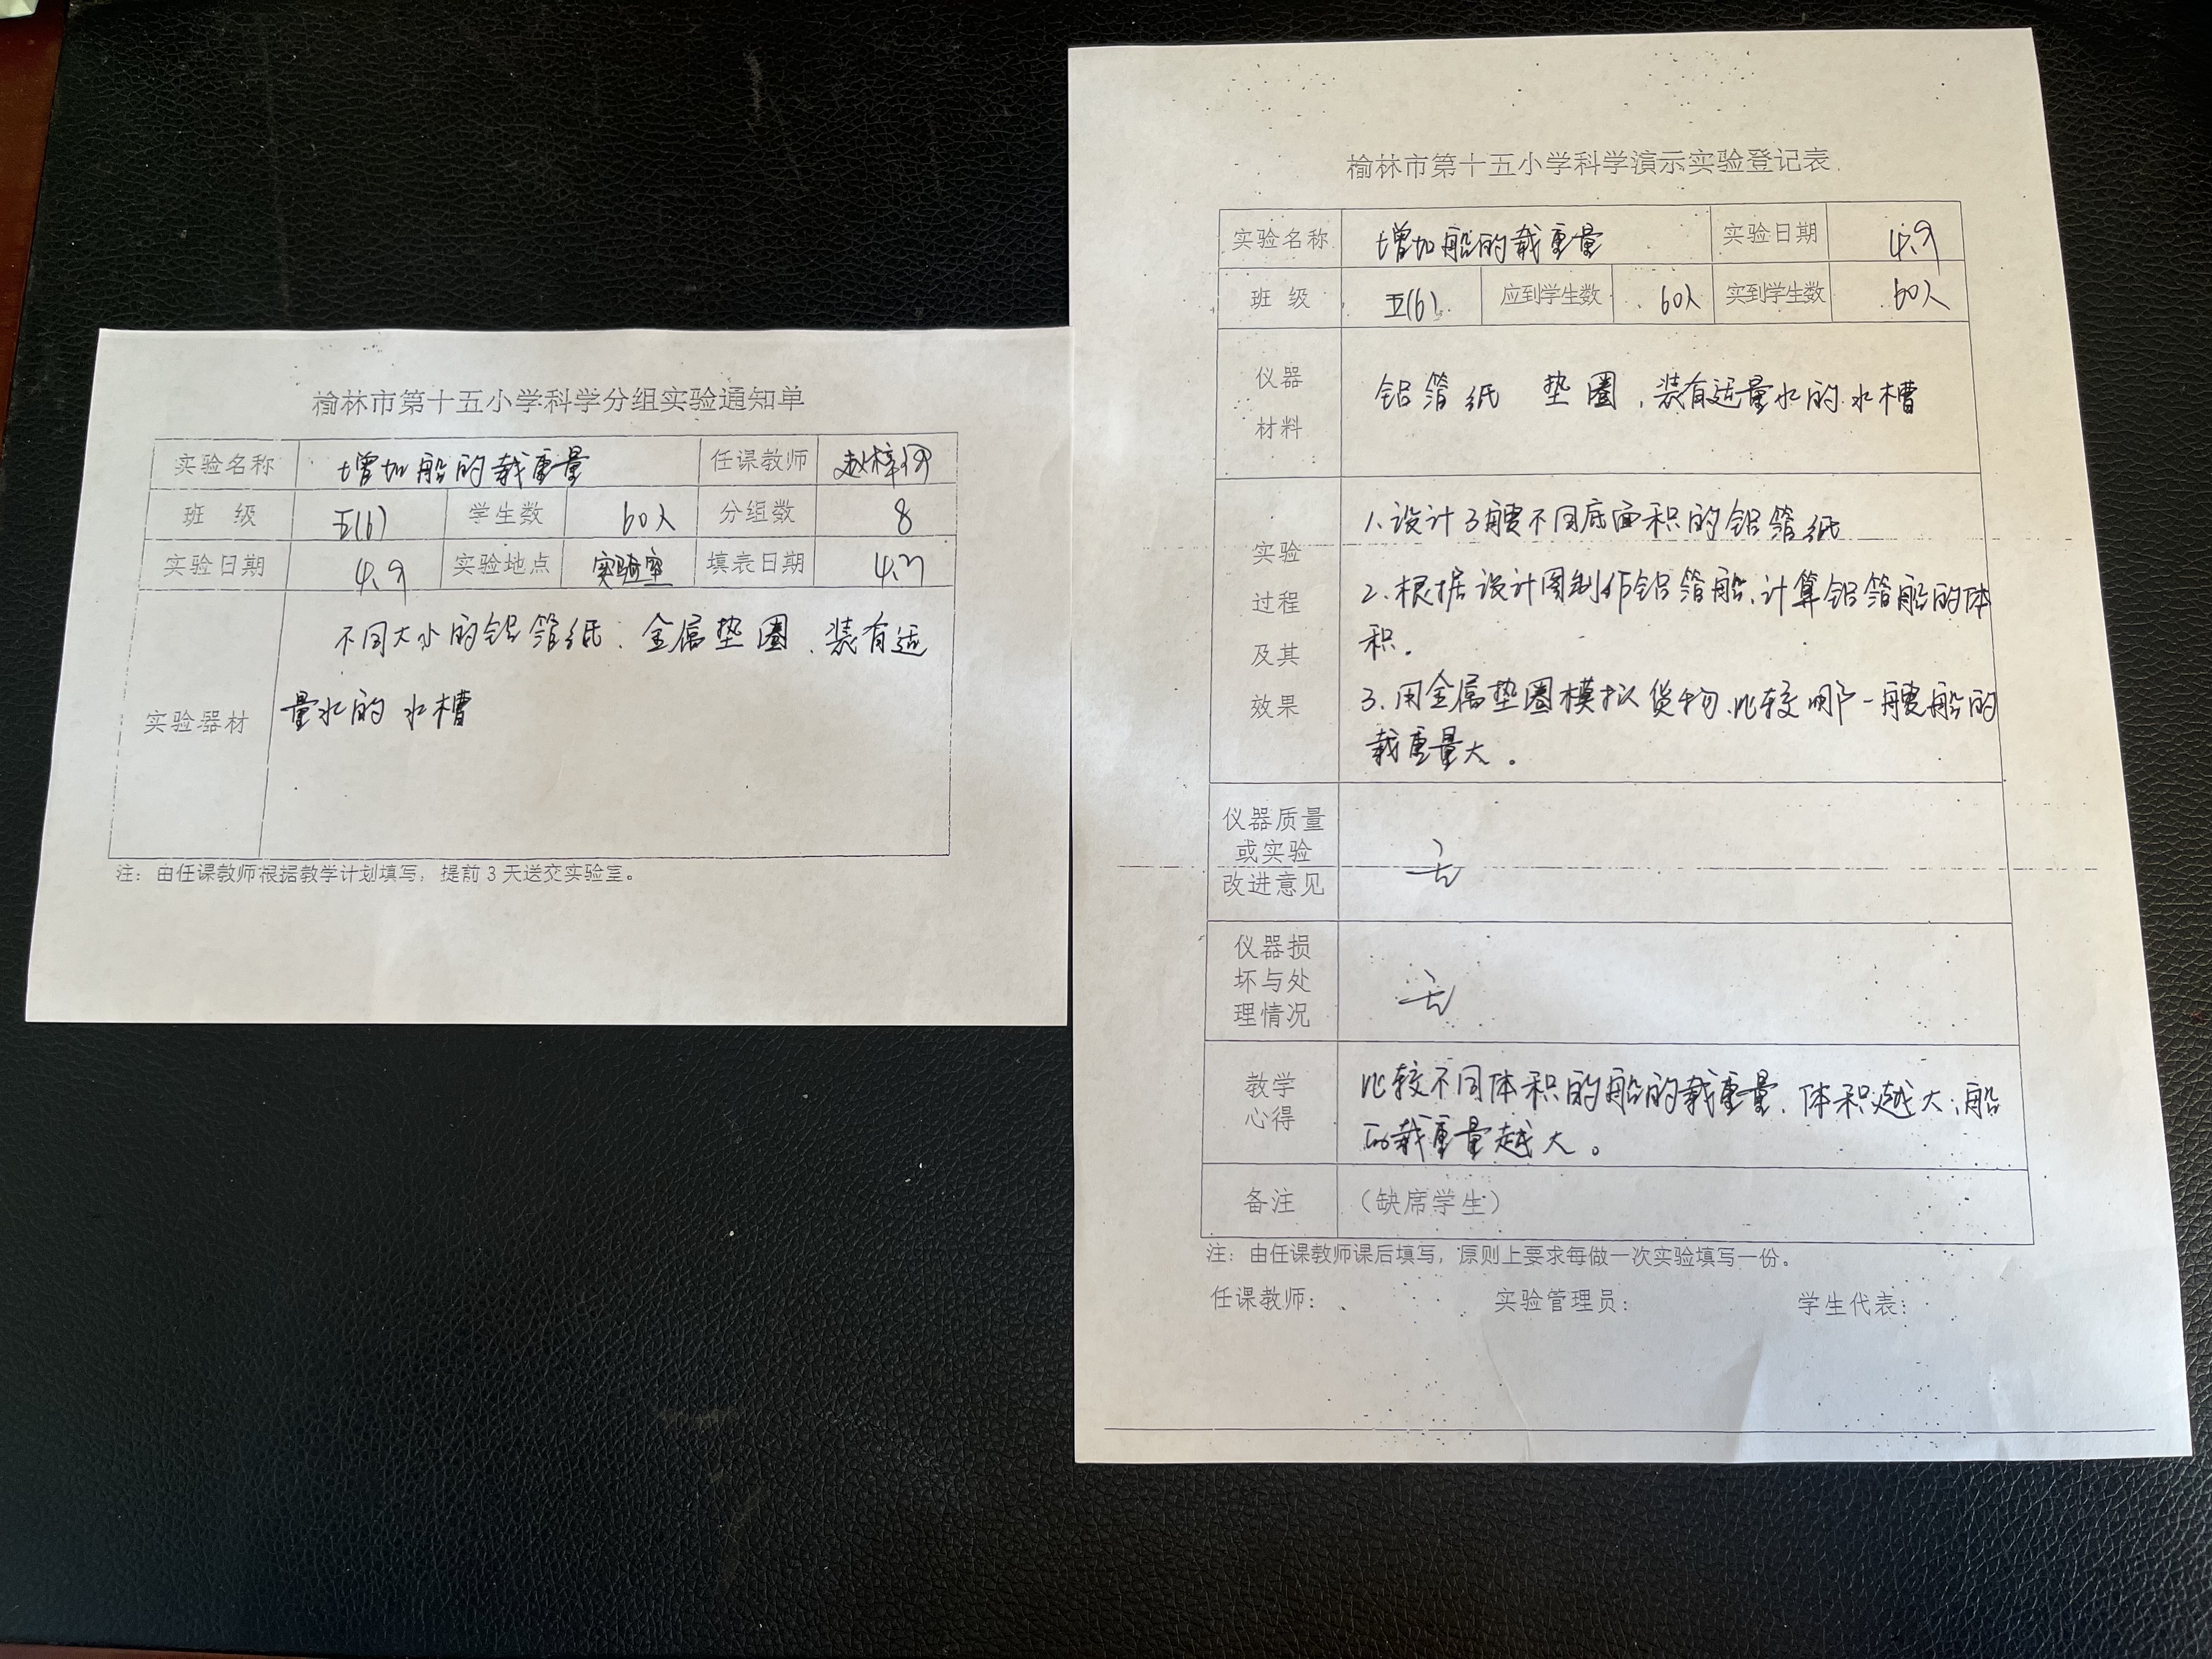 榆林市第十五小学科学分组实验通知单
实验名称 增加船的载重量 任课教师
班 级 五(6) 学生数 60人 分组数 8
实验日期 4.9 实验地点 实验室 填表日期
不同大小的铝箔纸、金属垫圈、装有适
实验器材 量水的水槽
注：由任课教师根据教学计划填写，提前3天送交实验室。
榆林市第十五小学科学演示实验登记表
实验名称 增加船的载重量 实验日期 4.9
班 级 五(6) 应到学生数 60人 实到学生数 60人
仪器
材料
铝箔纸 垫圈、装有适量水的水槽
实验
过程
及其
效果
1.设计3艘不同底面积的铝箔纸
2.根据设计图制作铝箔船、计算铝箔船的体
积.
3.用金属垫圈模拟货物、比较哪一艘船的
载重量大。
仪器质量
或实验
改进意见
无
仪器损
坏与处
理情况
无
教学
心得
比较不同体积的船的载重量、体积越大,船
的载重量越大。
备注 （缺席学生）
注：由任课教师课后填写，原则上要求每做一次实验填写一份。
任课教师： 实验管理员： 学生代表：